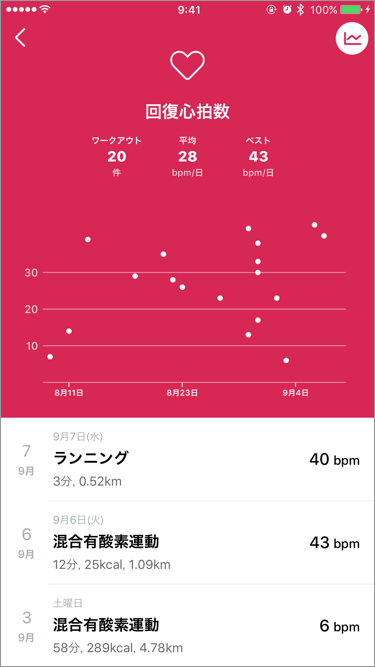 9:41 100%
回復心拍数
ワークアウト 平均 ベスト
20 28 43
件 bpm/日 bpm/日
30
20
10
8月11日 8月23日 9月4日
9月7日(水)
7 ランニング 40 bpm
9月 3分, 0.52km
9月6日(火)
6 混合有酸素運動 43 bpm
9月 12分, 25kcal, 1.09km
土曜日
3 混合有酸素運動 6 bpm
9月 58分, 289kcal, 4.78km